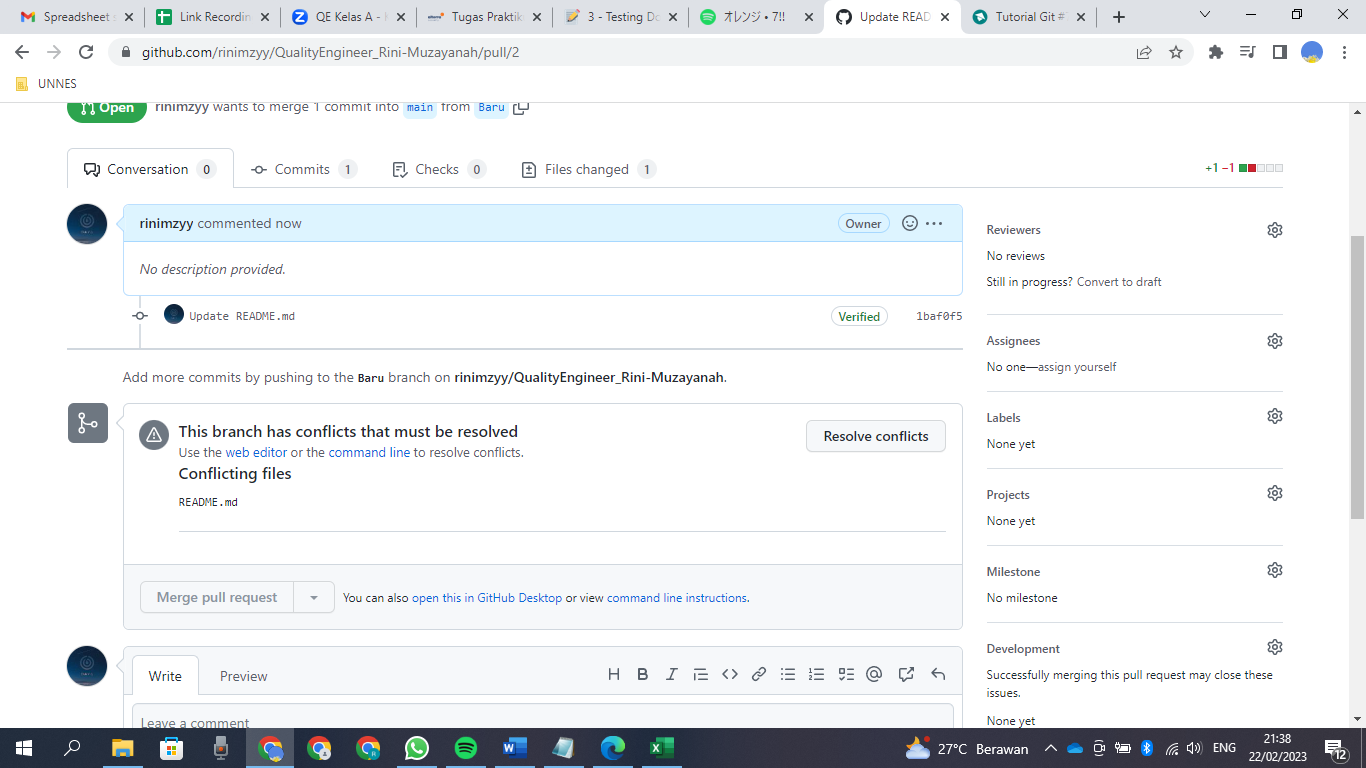 Spreadsheet
Link Recordin
QE Kelas A -
Tugas Praktik
3 - Testing Do
オレンジ • 7!!
Update READ
Tutorial Git #
github.com/rinimzyy/QualityEngineer_Rini-Muzayanah/pull/2
UNNES
Open
rinimzyy wants to merge 1 commit into main from Baru
Conversation 0
Commits 1
Checks 0
Files changed 1
+1 −1
rinimzyy commented now
Owner
No description provided.
Update README.md
Verified
1baf0f5
Add more commits by pushing to the Baru branch on rinimzyy/QualityEngineer_Rini-Muzayanah.
This branch has conflicts that must be resolved
Use the web editor or the command line to resolve conflicts.
Resolve conflicts
Conflicting files
README.md
Merge pull request
You can also open this in GitHub Desktop or view command line instructions.
Write
Preview
Leave a comment
Reviewers
No reviews
Still in progress? Convert to draft
Assignees
No one—assign yourself
Labels
None yet
Projects
None yet
Milestone
No milestone
Development
Successfully merging this pull request may close these
issues.
None yet
27°C Berawan
ENG
21:38
22/02/2023
12